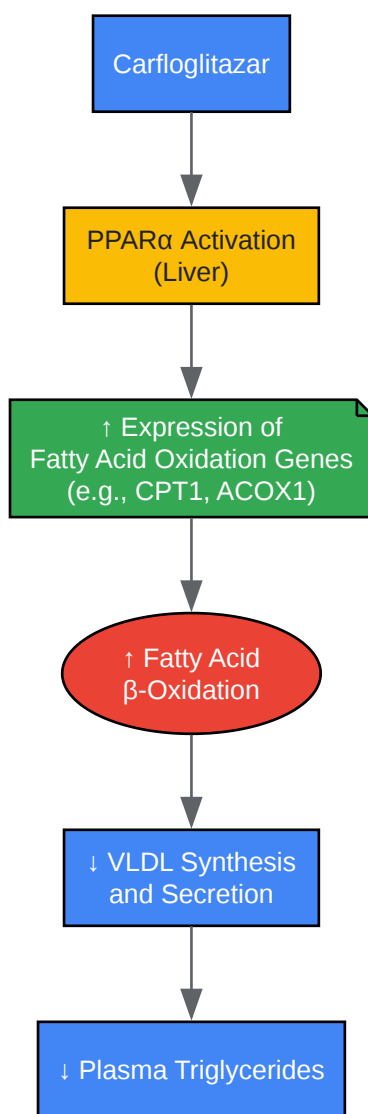 Carfloglitazar
PPARα Activation
(Liver)
↑ Expression of
Fatty Acid Oxidation Genes
(e.g., CPT1, ACOX1)
↑ Fatty Acid
β-Oxidation
↓ VLDL Synthesis
and Secretion
↓ Plasma Triglycerides